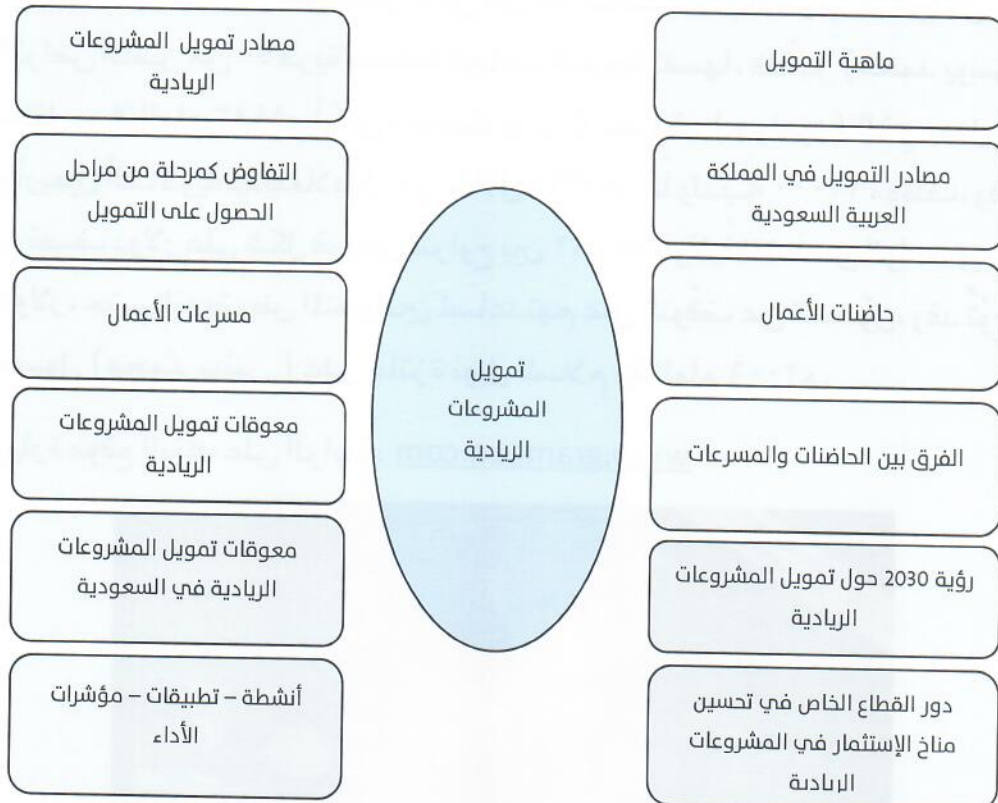 ماهية التمويل
مصادر تمويل المشروعات
الريادية
مصادر التمويل في المملكة
العربية السعودية
التفاوض كمرحلة من مراحل
الحصول على التمويل
حاضنات الأعمال
مسرعات الأعمال
تمويل
المشروعات
الريادية
الفرق بين الحاضنات والمسرعات
معوقات تمويل المشروعات
الريادية
رؤية 2030 حول تمويل المشروعات
الريادية
معوقات تمويل المشروعات
الريادية في السعودية
دور القطاع الخاص في تحسين
مناخ الإستثمار في المشروعات
الريادية
أنشطة – تطبيقات – مؤشرات
الأداء